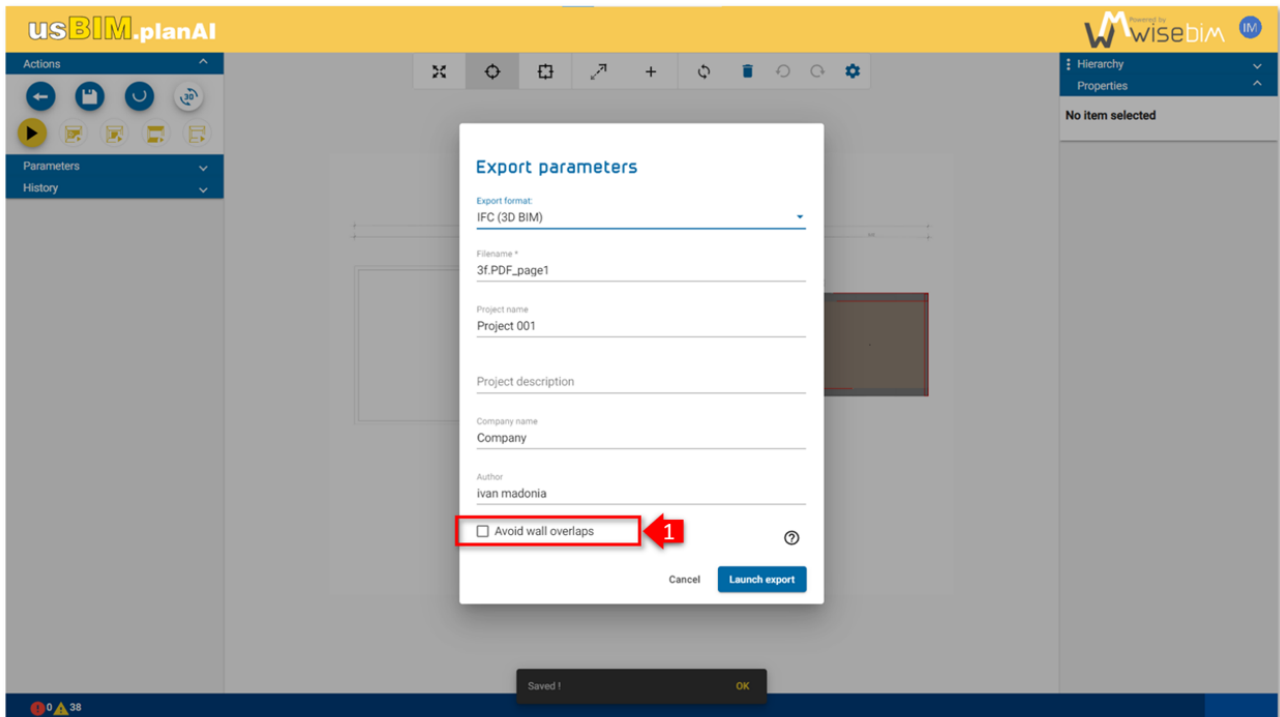 usBIM.planAI
Powered by
wisebim
IM
Actions
30
Parameters
History
Hierarchy
Properties
No item selected
Export parameters
Export format:
IFC (3D BIM)
Filename *
3f.PDF_page1
Project name
Project 001
Project description
Company name
Company
Author
ivan madonia
Avoid wall overlaps
1
Cancel
Launch export
Saved !
OK
0
38